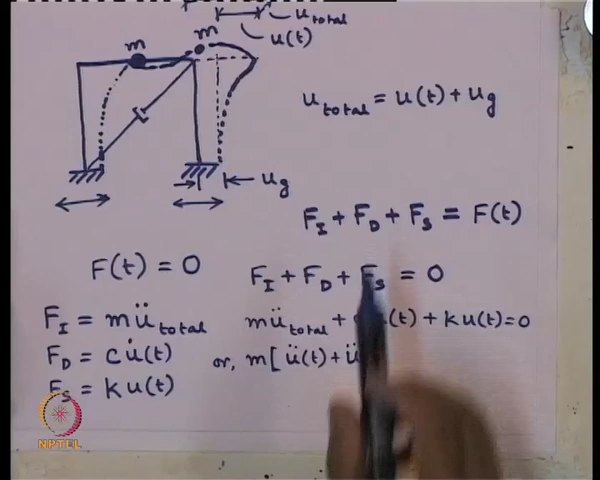 u total
m
m
u(t)
u total = u(t) + ug
ug
F_I + F_D + F_S = F(t)
F(t) = 0
F_I + F_D + F_S = 0
F_I = mü total
mü total + u(t) + ku(t) = 0
F_D = cu̇(t)
or, m[ü(t) + ü
F_S = ku(t)
NPTEL